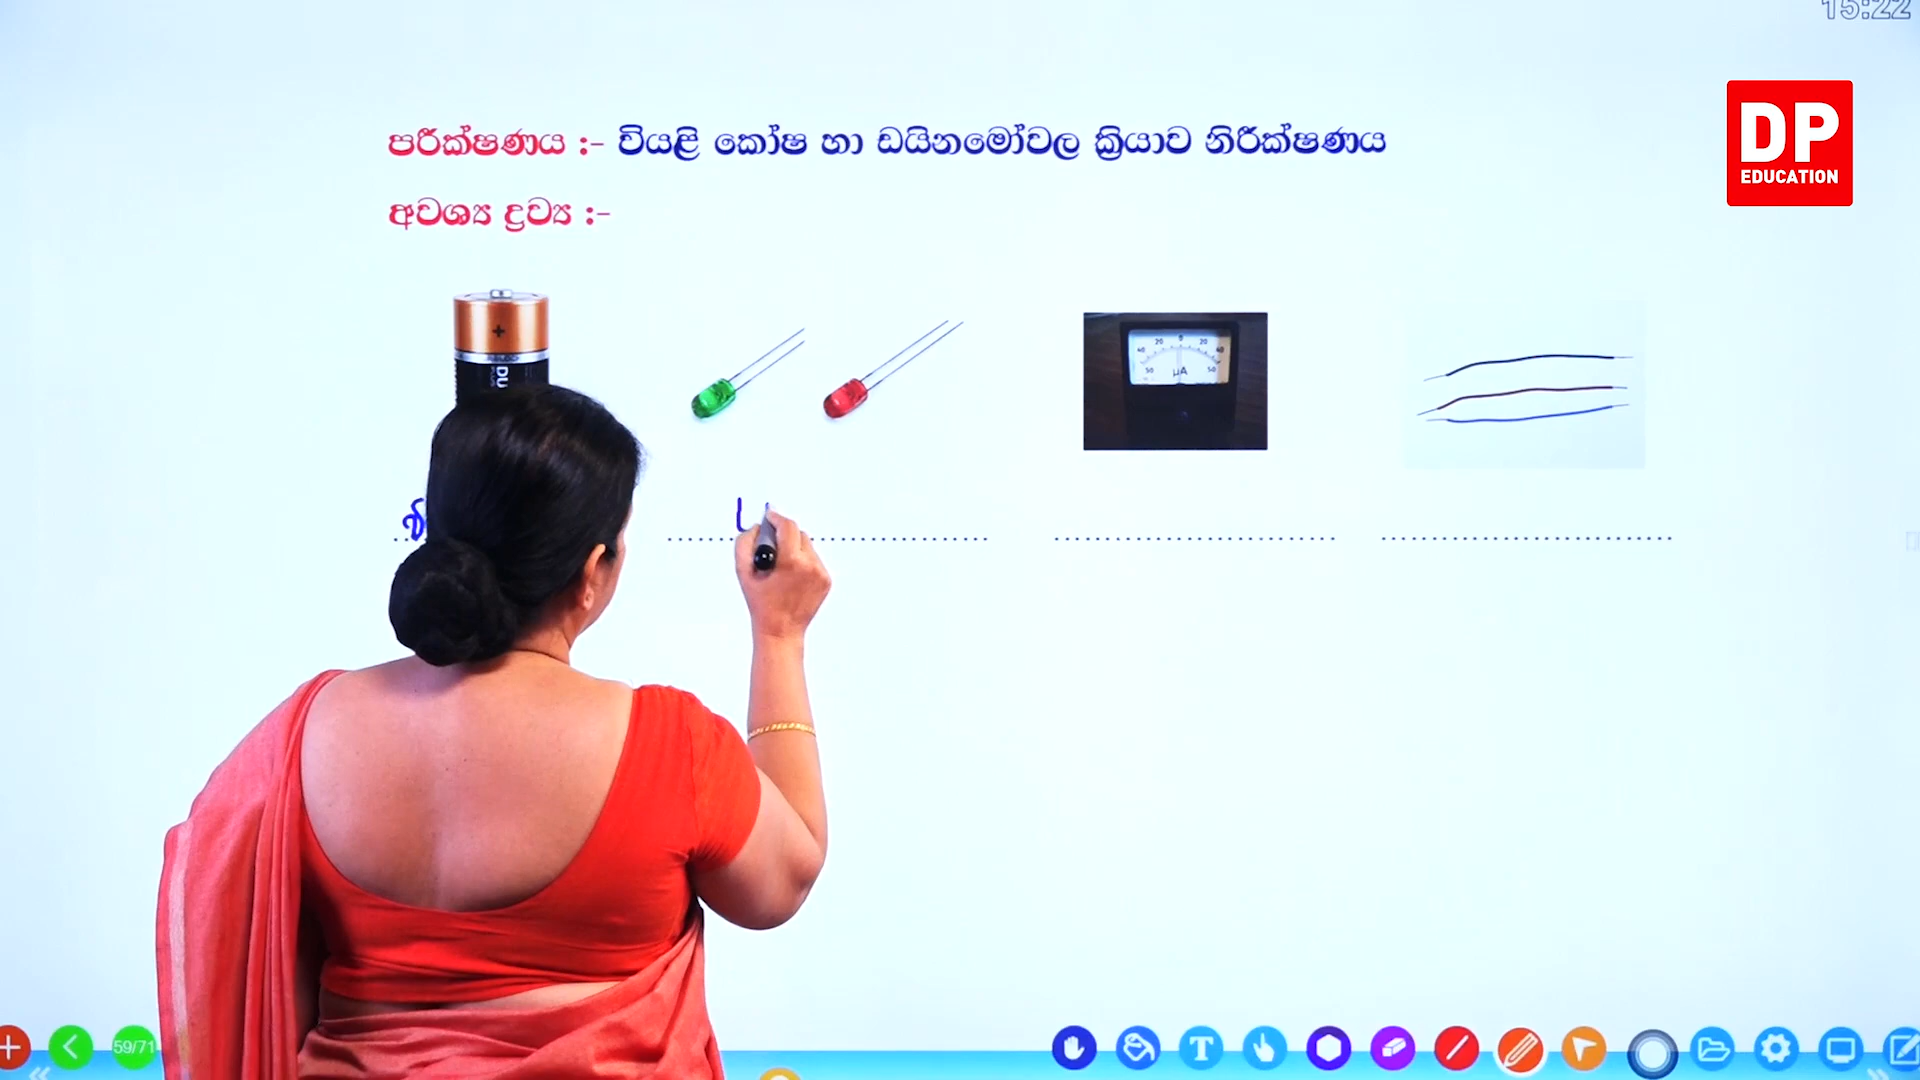 15:22
DP
EDUCATION
පරීක්ෂණය :- වියළි කෝෂ හා ඩයිනමෝවල ක්‍රියාව නිරීක්ෂණය
අවශ්‍ය ද්‍රව්‍ය :-
+
DU
40 20 0 20 40
50 μA 50
වි
L
59/71
T